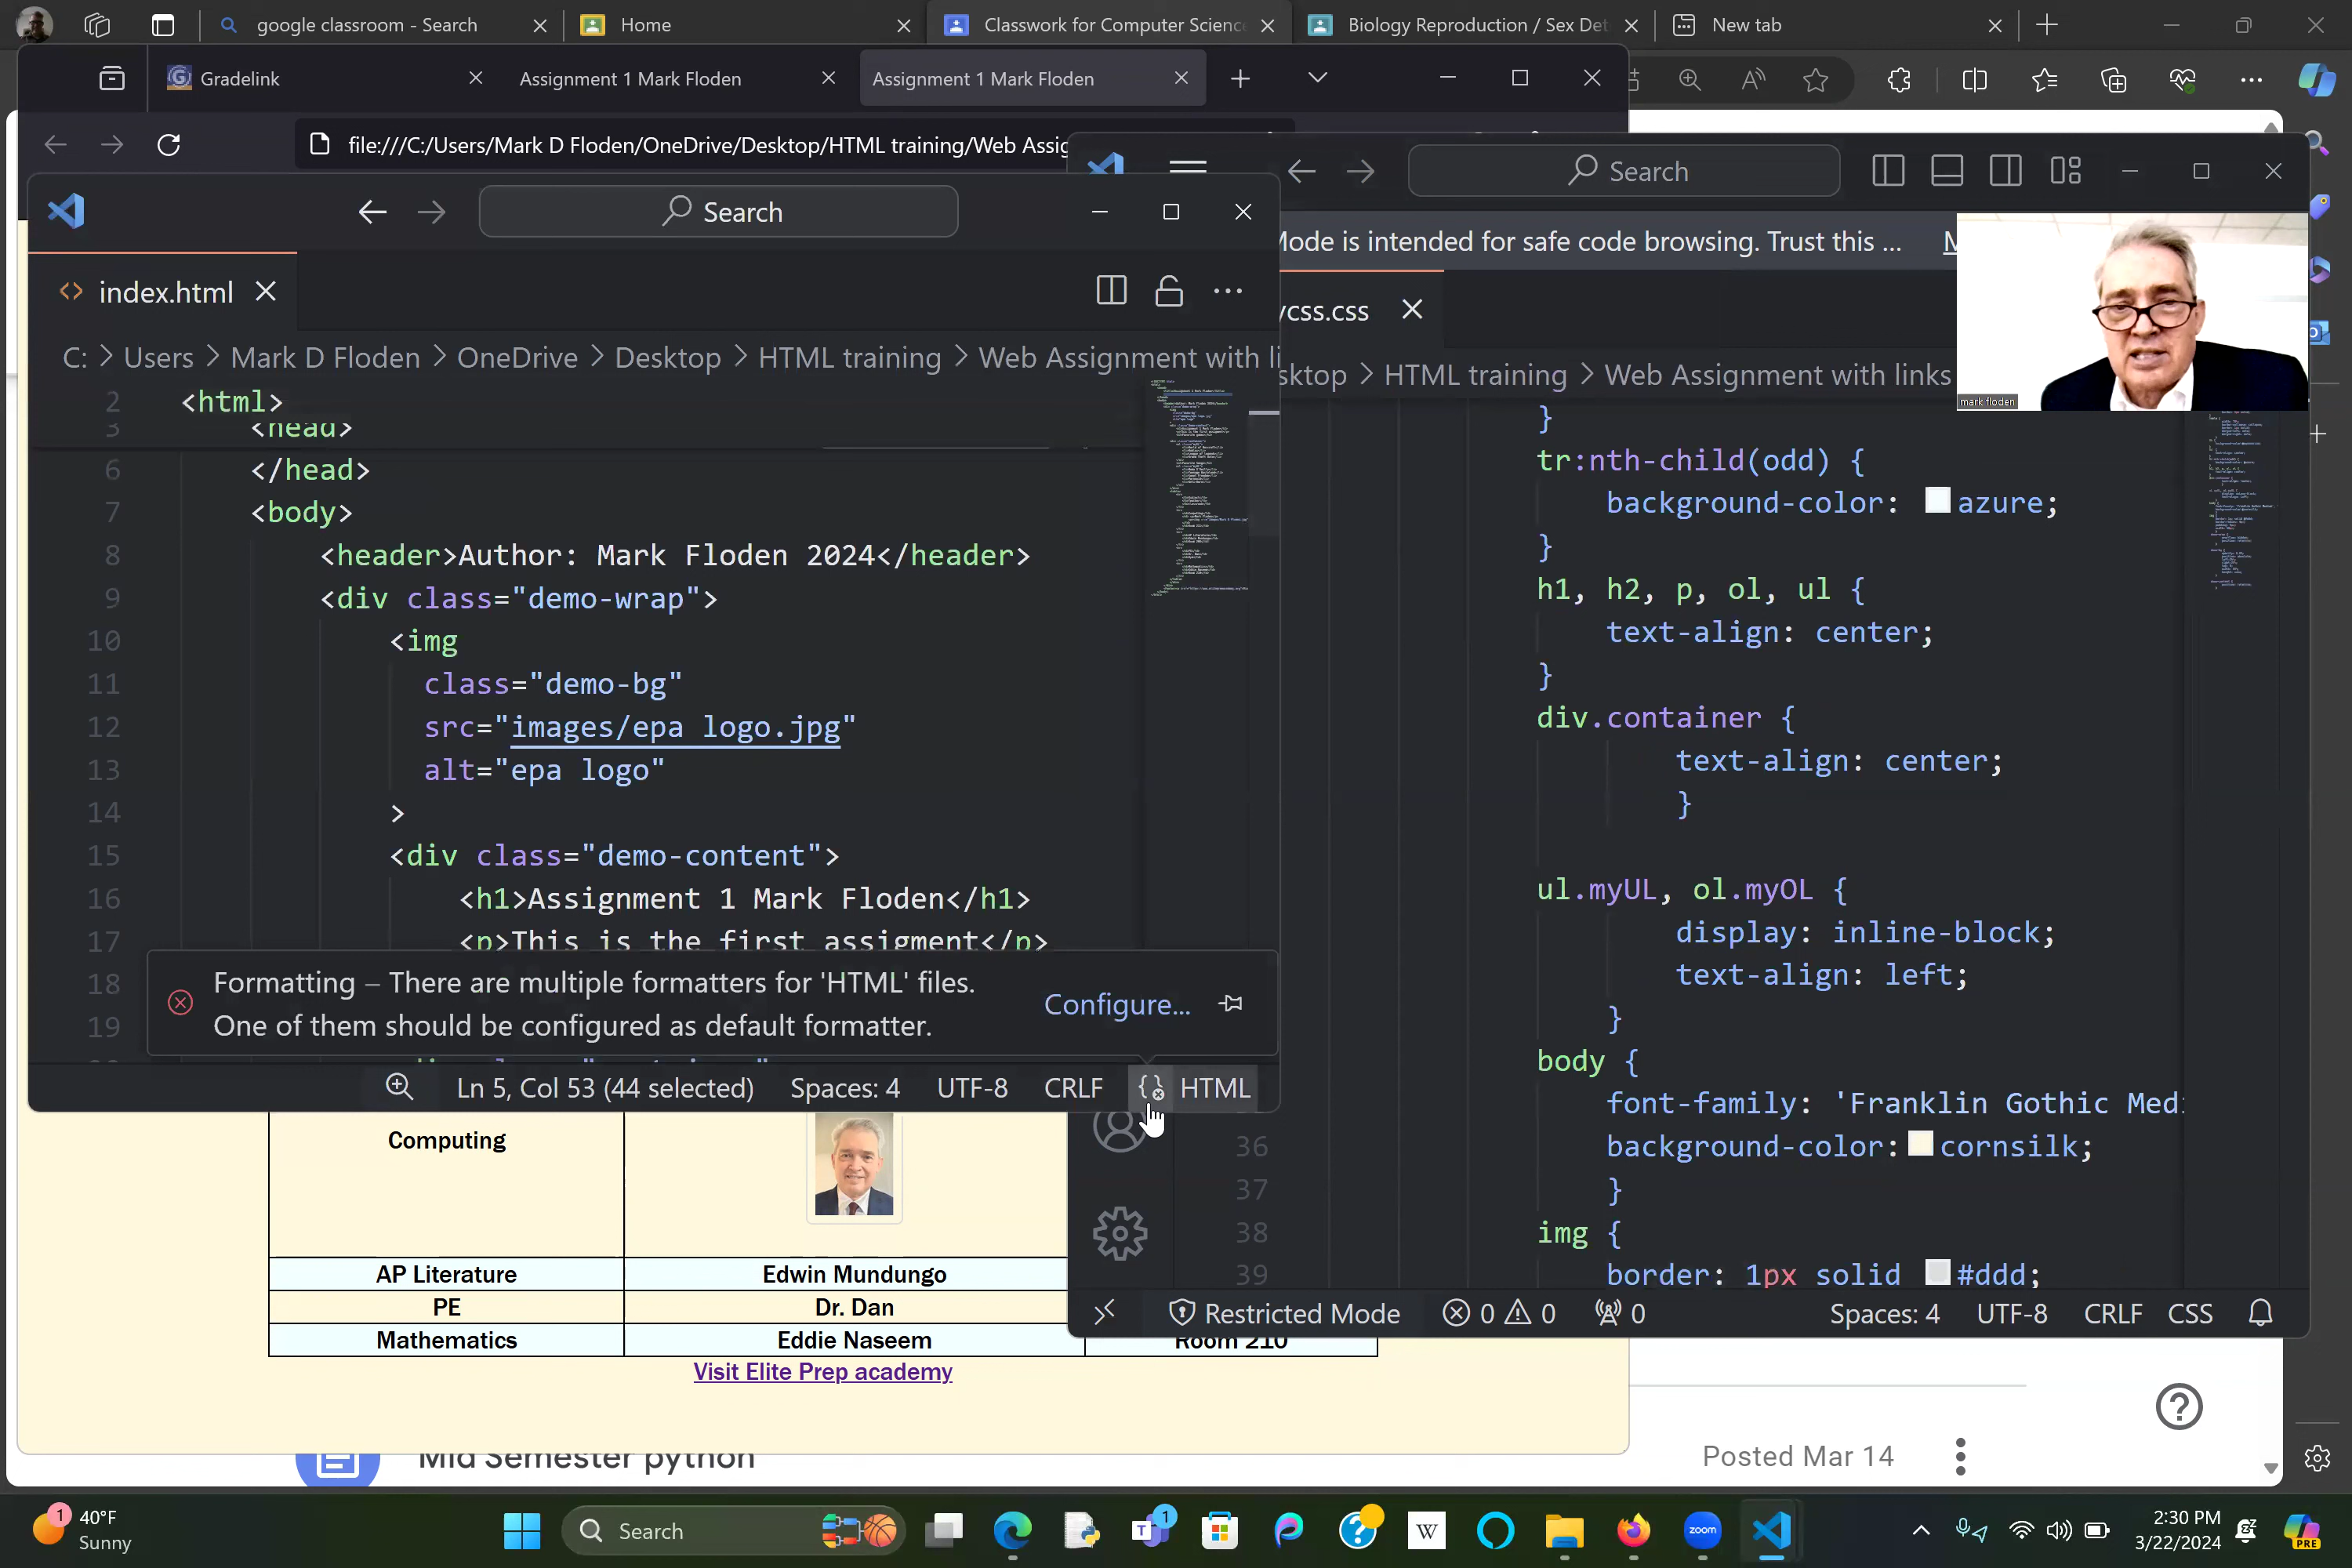 google classroom - Search
Home
Classwork for Computer Science
Biology Reproduction / Sex Det
New tab
Gradelink
Assignment 1 Mark Floden
Assignment 1 Mark Floden
file:///C:/Users/Mark D Floden/OneDrive/Desktop/HTML training/Web Assig
Search
index.html
C: > Users > Mark D Floden > OneDrive > Desktop > HTML training > Web Assignment with li
2 <html>
3 <head>
6 </head>
7 <body>
8 <header>Author: Mark Floden 2024</header>
9 <div class="demo-wrap">
10 <img
11 class="demo-bg"
12 src="images/epa logo.jpg"
13 alt="epa logo"
14 >
15 <div class="demo-content">
16 <h1>Assignment 1 Mark Floden</h1>
17 <p>This is the first assigment</p>
18
19
Formatting – There are multiple formatters for 'HTML' files.
One of them should be configured as default formatter.
Configure...
Ln 5, Col 53 (44 selected) Spaces: 4 UTF-8 CRLF HTML
Search
Mode is intended for safe code browsing. Trust this ...
ycss.css
sktop > HTML training > Web Assignment with links
mark floden
}
tr:nth-child(odd) {
background-color: azure;
}
h1, h2, p, ol, ul {
text-align: center;
}
div.container {
text-align: center;
}
ul.myUL, ol.myOL {
display: inline-block;
text-align: left;
}
body {
font-family: 'Franklin Gothic Med
36 background-color: cornsilk;
37 }
38 img {
39 border: 1px solid #ddd;
Restricted Mode 0 0 0 Spaces: 4 UTF-8 CRLF CSS
Computing
AP Literature Edwin Mundungo
PE Dr. Dan
Mathematics Eddie Naseem Room 210
Visit Elite Prep academy
Mid Semester python
Posted Mar 14
1
40°F
Sunny
Search
T
1
W
zoom
2:30 PM
3/22/2024
PRE